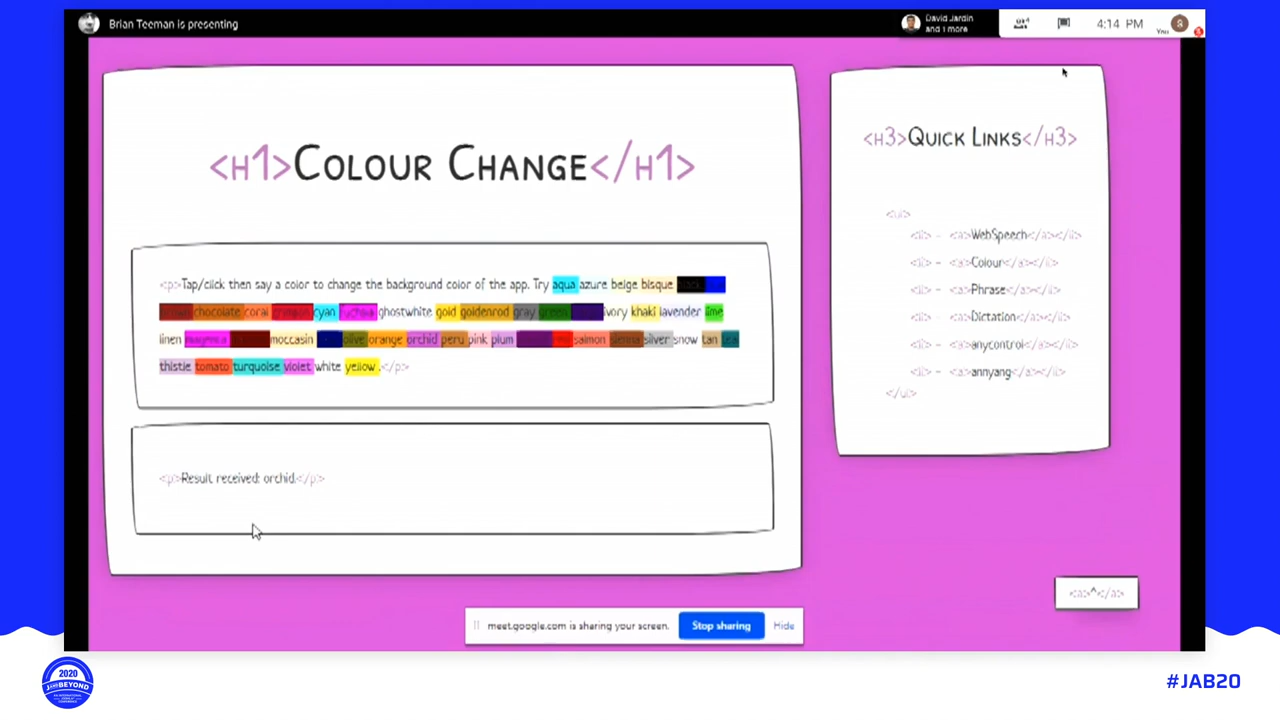 Brian Teeman is presenting
David Jardin
and 1 more
4:14 PM
You
S
<h1>Colour Change</h1>
<p>Tap/click then say a color to change the background color of the app. Try aqua azure beige bisque black
brown chocolate coral crimson cyan fuchsia ghostwhite gold goldenrod gray green ivory khaki lavender lime
linen magenta moccasin olive orange orchid peru pink plum red salmon sienna silver snow tan teal
thistle tomato turquoise violet white yellow .</p>
<p>Result received: orchid.</p>
<h3>Quick Links</h3>
<ul>
<li> - <a>WebSpeech</a></li>
<li> - <a>Colour</a></li>
<li> - <a>Phrase</a></li>
<li> - <a>Dictation</a></li>
<li> - <a>anycontrol</a></li>
<li> - <a>annyang</a></li>
</ul>
<a>^</a>
meet.google.com is sharing your screen.
Stop sharing
Hide
2020
JANDBEYOND
#JAB20